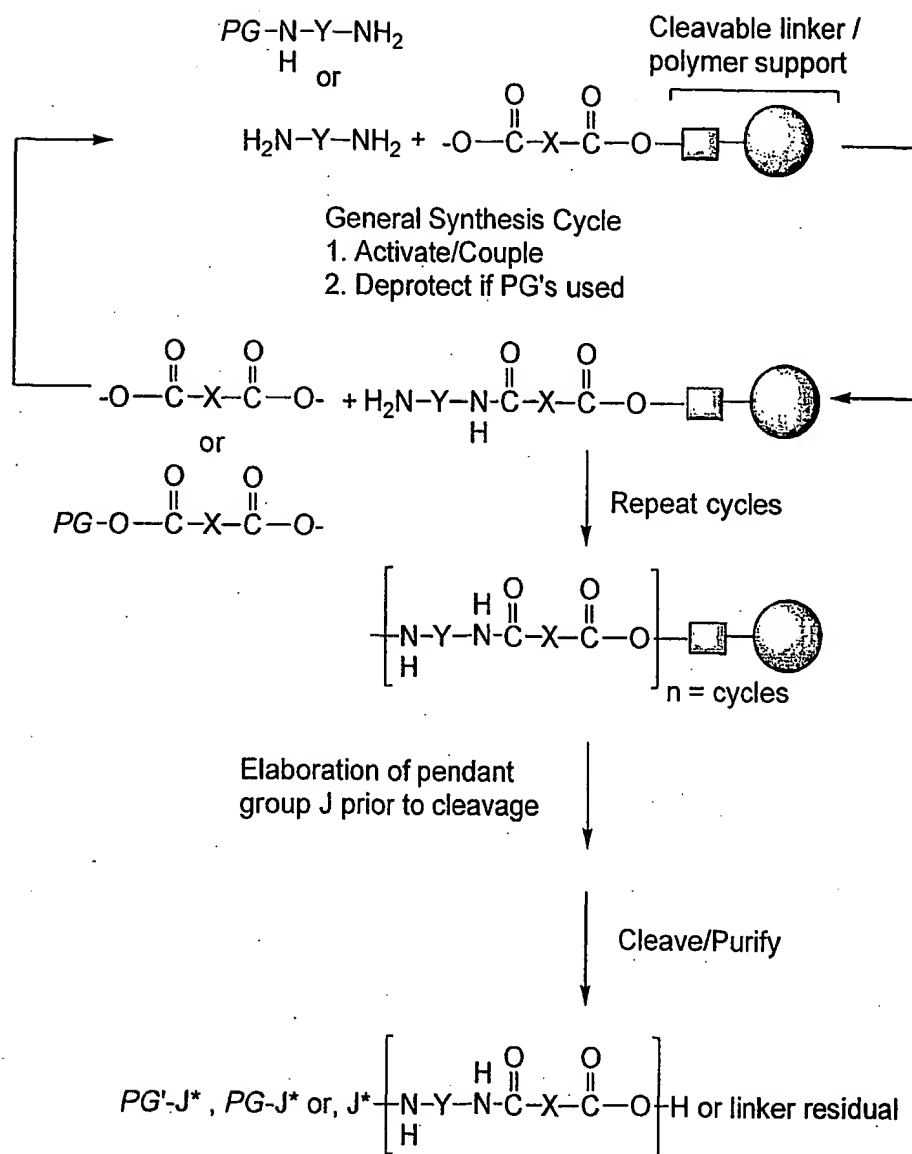 PG-N-Y-NH2
H
or
Cleavable linker /
polymer support
O O
H2N-Y-NH2 + -O-C-X-C-O-
General Synthesis Cycle
1. Activate/Couple
2. Deprotect if PG's used
O O O O
-O-C-X-C-O- + H2N-Y-N-C-X-C-O-
H
or
O O
PG-O-C-X-C-O-
Repeat cycles
H O O
-N-Y-N-C-X-C-O-
H
n = cycles
Elaboration of pendant
group J prior to cleavage
Cleave/Purify
H O O
PG'-J* , PG-J* or, J*-[N-Y-N-C-X-C-O]-H or linker residual
H